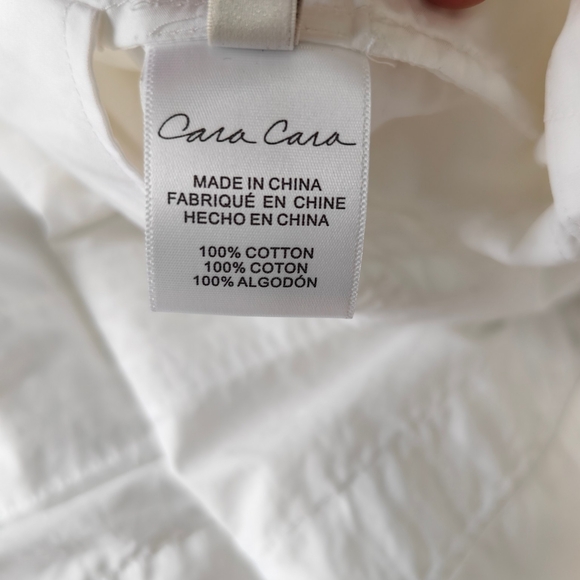 Cara Cara
MADE IN CHINA
FABRIQUÉ EN CHINE
HECHO EN CHINA
100% COTTON
100% COTON
100% ALGODÓN